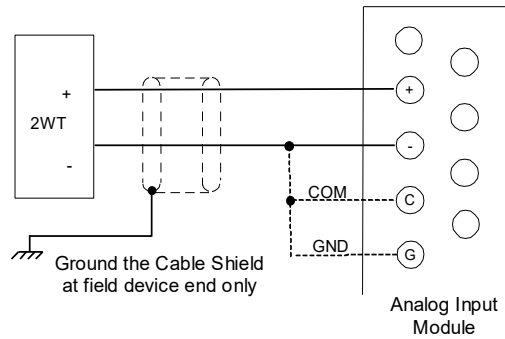 +
+
2WT
-
-
COM
C
GND
G
Ground the Cable Shield
at field device end only
Analog Input
Module